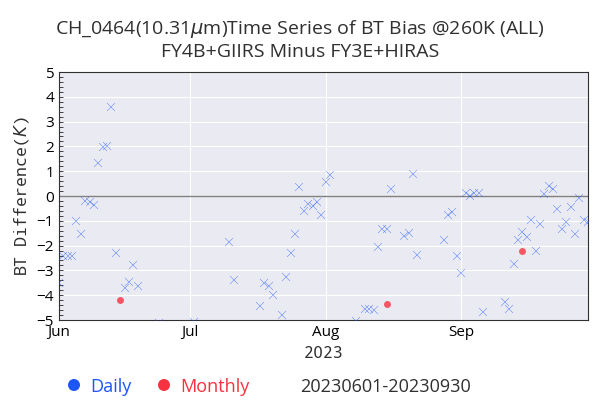 CH_0464(10.31μm)Time Series of BT Bias @260K (ALL)
FY4B+GIIRS Minus FY3E+HIRAS
BT Difference(K)
5
4
3
2
1
0
−1
−2
−3
−4
−5
Jun Jul Aug Sep
2023
Daily Monthly 20230601-20230930